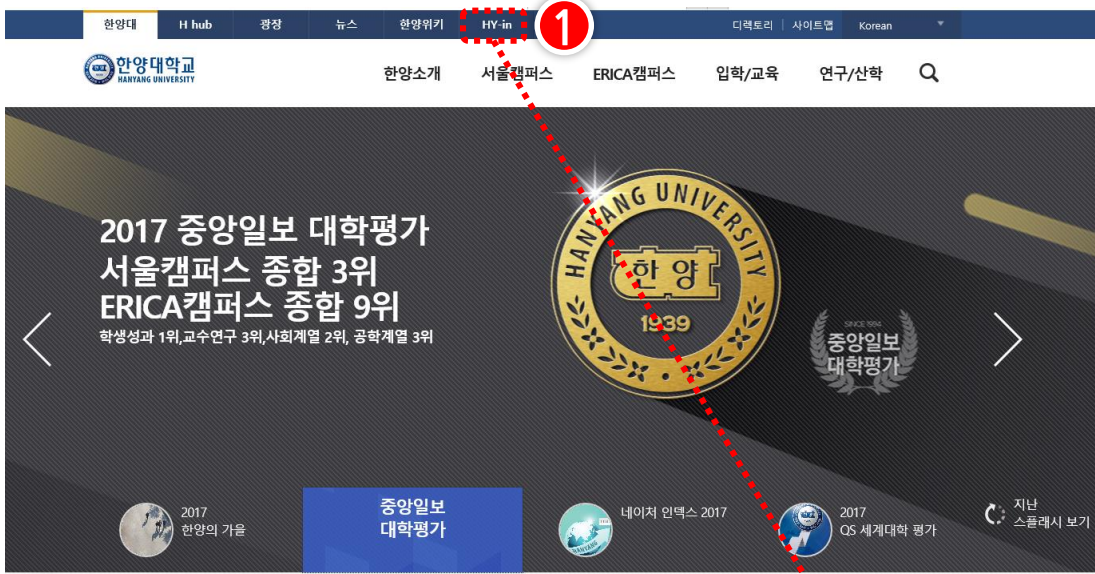 한양대 H hub 광장 뉴스 한양위키 HY-in 1 디렉토리 사이트맵 Korean
한양대학교
HANYANG UNIVERSITY
한양소개 서울캠퍼스 ERICA캠퍼스 입학/교육 연구/산학
2017 중앙일보 대학평가
서울캠퍼스 종합 3위
ERICA캠퍼스 종합 9위
학생성과 1위,교수연구 3위,사회계열 2위, 공학계열 3위
HANYANG UNIVERSITY
한양
1939
SINCE 1994
중앙일보
대학평가
2017
한양의 가을
중앙일보
대학평가
네이처 인덱스 2017
HANYANG
2017
QS 세계대학 평가
지난
스플래시 보기